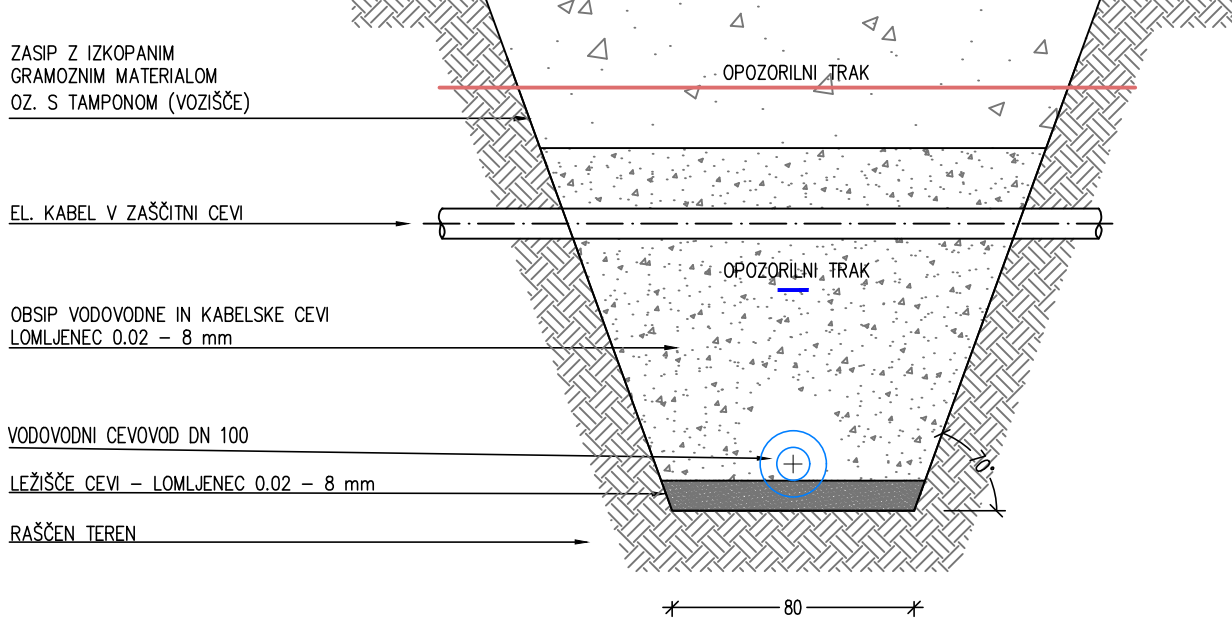 ZASIP Z IZKOPANIM
GRAMOZNIM MATERIALOM
OZ. S TAMPONOM (VOZIŠČE)
OPOZORILNI TRAK
EL. KABEL V ZAŠČITNI CEVI
OPOZORILNI TRAK
OBSIP VODOVODNE IN KABELSKE CEVI
LOMLJENEC 0.02 – 8 mm
VODOVODNI CEVOVOD DN 100
70°
LEŽIŠČE CEVI – LOMLJENEC 0.02 – 8 mm
RAŠČEN TEREN
80